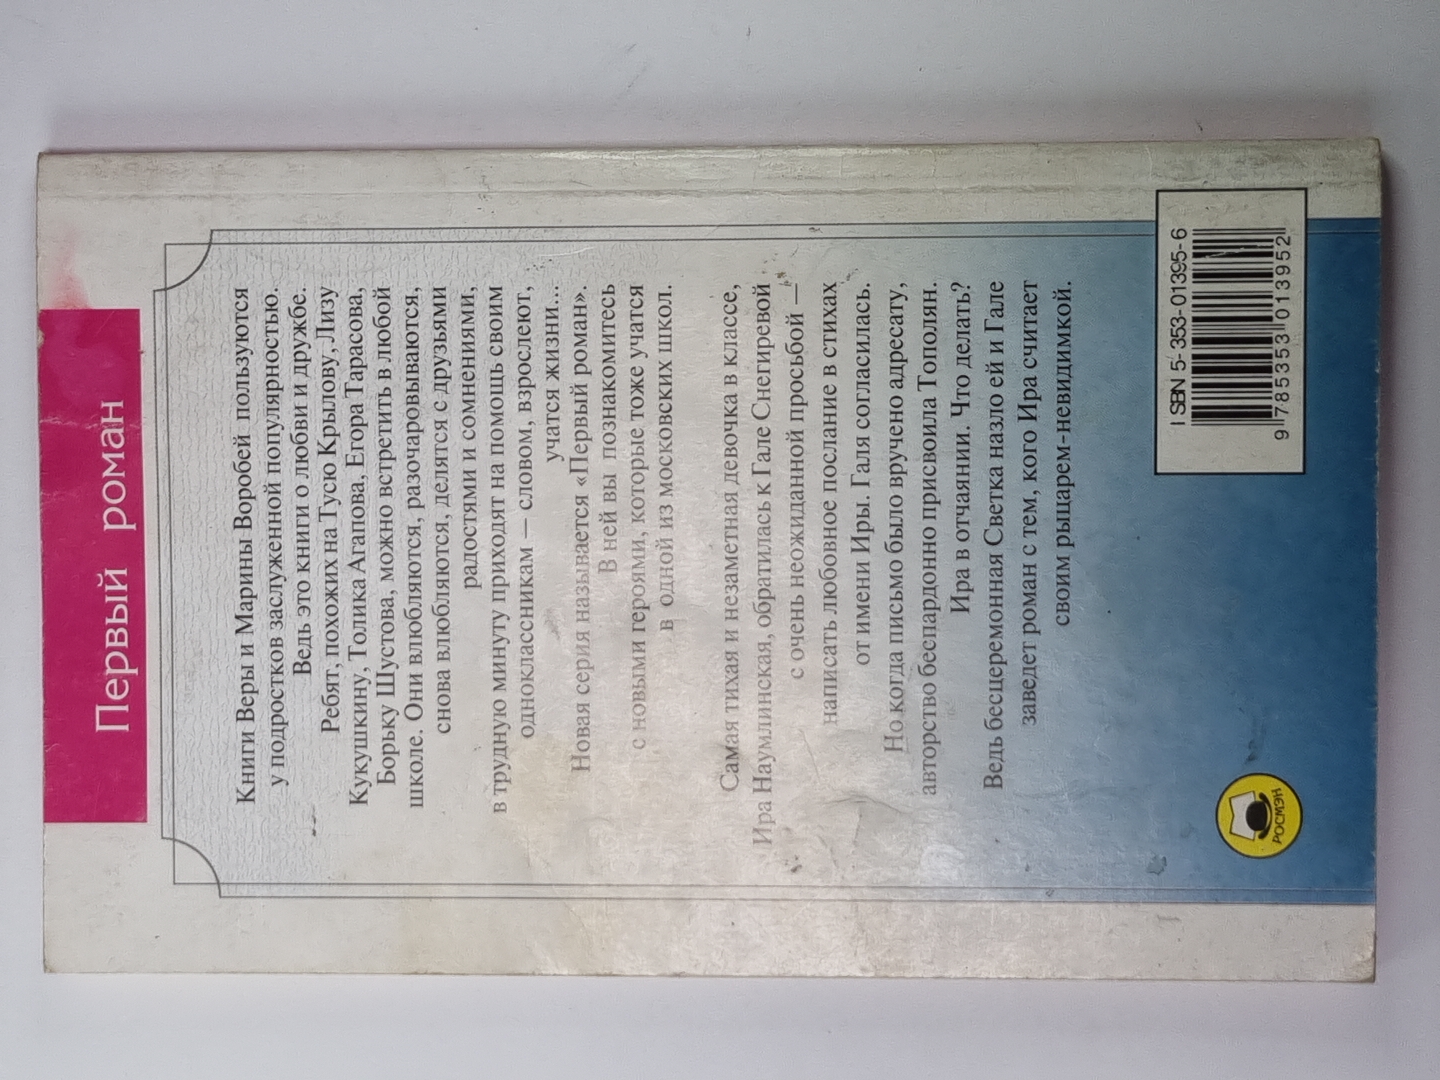 Первый роман
Книги Веры и Марины Воробей пользуются
у подростков заслуженной популярностью.
Ведь это книги о любви и дружбе.
Ребят, похожих на Тусю Крылову, Лизу
Кукушкину, Толика Агапова, Егора Тарасова,
Борьку Шустова, можно встретить в любой
школе. Они влюбляются, разочаровываются,
снова влюбляются, делятся с друзьями
радостями и сомнениями,
в трудную минуту приходят на помощь своим
одноклассникам — словом, взрослеют,
учатся жизни...
Новая серия называется «Первый роман».
В ней вы познакомитесь
с новыми героями, которые тоже учатся
в одной из московских школ.
Самая тихая и незаметная девочка в классе,
Ира Наумлинская, обратилась к Гале Снегиревой
с очень неожиданной просьбой —
написать любовное послание в стихах
от имени Иры. Галя согласилась.
Но когда письмо было вручено адресату,
авторство беспардонно присвоила Тополян.
Ира в отчаянии. Что делать?
Ведь бесцеремонная Светка назло ей и Гале
заведет роман с тем, кого Ира считает
своим рыцарем-невидимкой.
РОСМЭН
ISBN 5-353-01395-6
9 785353 013952